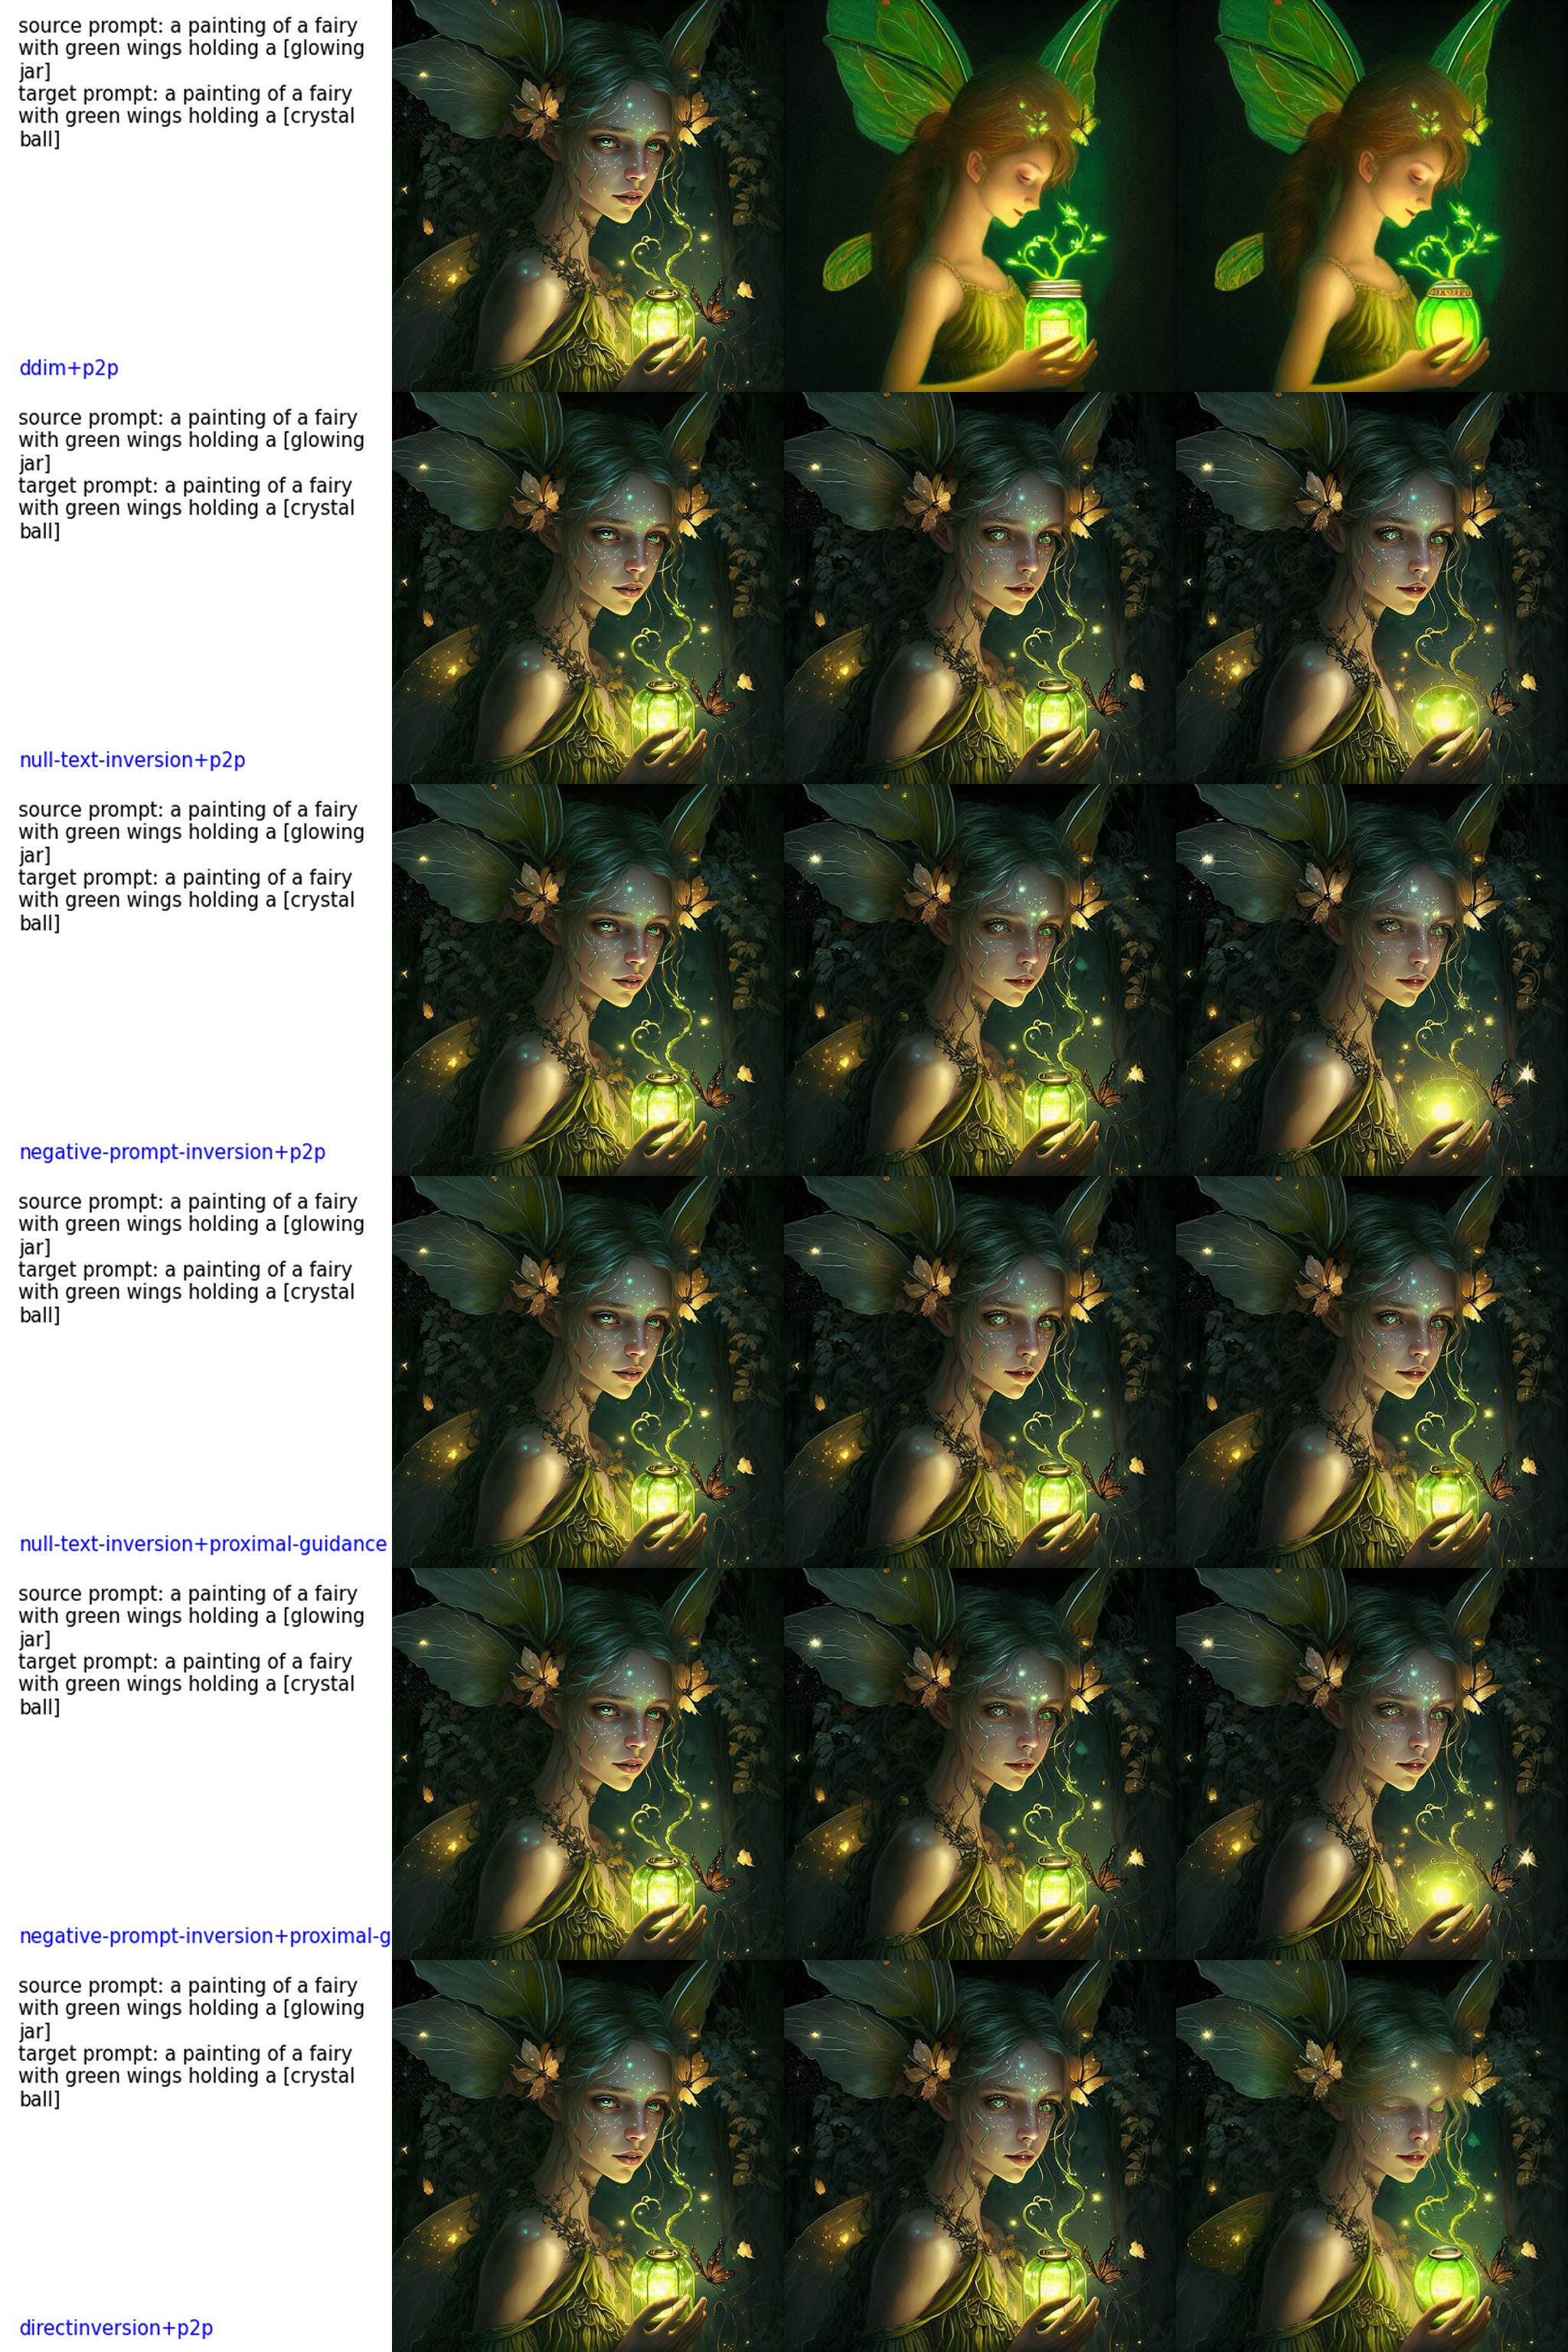 source prompt: a painting of a fairy
with green wings holding a [glowing
jar]
target prompt: a painting of a fairy
with green wings holding a [crystal
ball]
ddim+p2p
source prompt: a painting of a fairy
with green wings holding a [glowing
jar]
target prompt: a painting of a fairy
with green wings holding a [crystal
ball]
null-text-inversion+p2p
source prompt: a painting of a fairy
with green wings holding a [glowing
jar]
target prompt: a painting of a fairy
with green wings holding a [crystal
ball]
negative-prompt-inversion+p2p
source prompt: a painting of a fairy
with green wings holding a [glowing
jar]
target prompt: a painting of a fairy
with green wings holding a [crystal
ball]
null-text-inversion+proximal-guidance
source prompt: a painting of a fairy
with green wings holding a [glowing
jar]
target prompt: a painting of a fairy
with green wings holding a [crystal
ball]
negative-prompt-inversion+proximal-g
source prompt: a painting of a fairy
with green wings holding a [glowing
jar]
target prompt: a painting of a fairy
with green wings holding a [crystal
ball]
directinversion+p2p